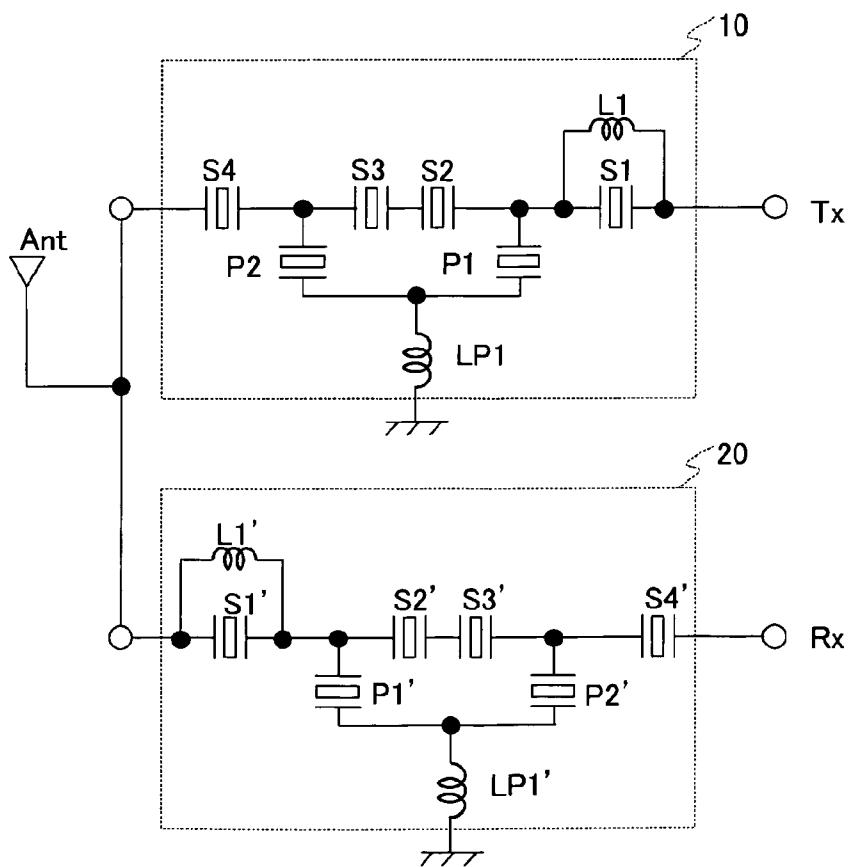 10
L1
S4
S3
S2
S1
Tx
Ant
P2
P1
LP1
20
L1'
S1'
S2'
S3'
S4'
Rx
P1'
P2'
LP1'